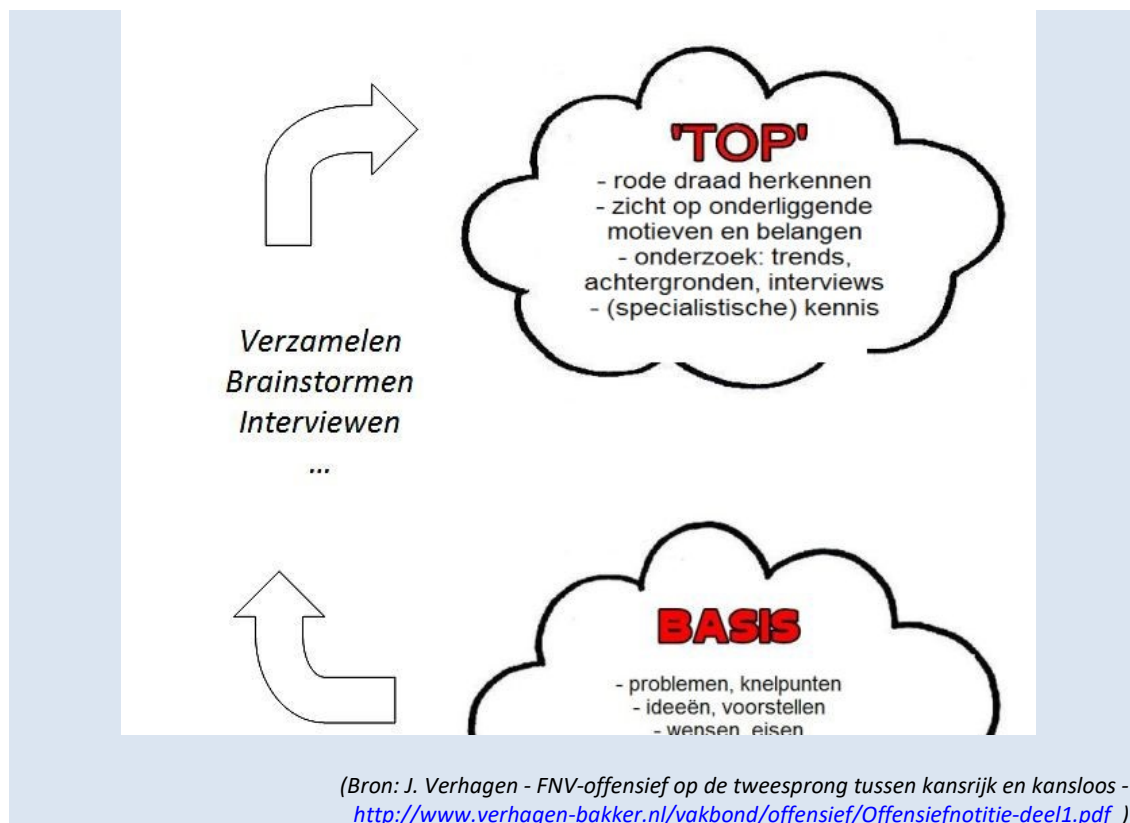 'TOP'
- rode draad herkennen
- zicht op onderliggende
motieven en belangen
- onderzoek: trends,
achtergronden, interviews
- (specialistische) kennis
Verzamelen
Brainstormen
Interviewen
...
BASIS
- problemen, knelpunten
- ideeën, voorstellen
- wensen, eisen
(Bron: J. Verhagen - FNV-offensief op de tweesprong tussen kansrijk en kansloos -
http://www.verhagen-bakker.nl/vakbond/offensief/Offensiefnotitie-deel1.pdf )